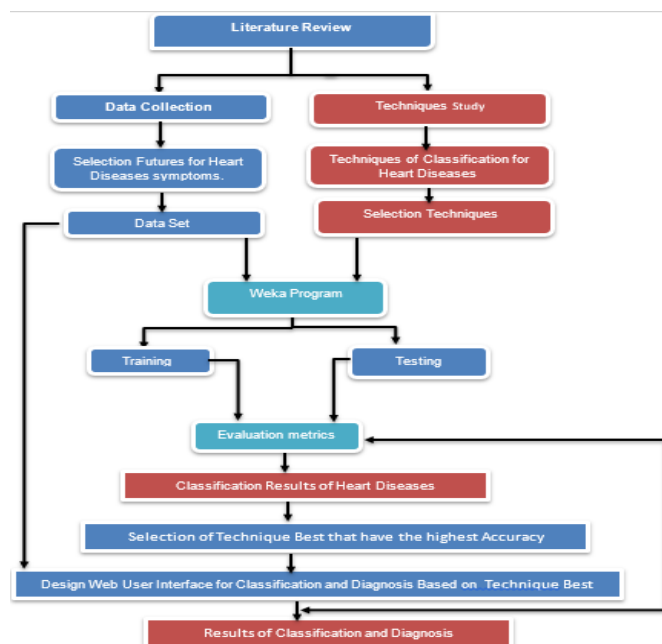 Literature Review
Data Collection
Techniques Study
Selection Futures for Heart
Diseases symptoms.
Techniques of Classification for
Heart Diseases
Data Set
Selection Techniques
Weka Program
Training
Testing
Evaluation metrics
Classification Results of Heart Diseases
Selection of Technique Best that have the highest Accuracy
Design Web User Interface for Classification and Diagnosis Based on Technique Best
Results of Classification and Diagnosis